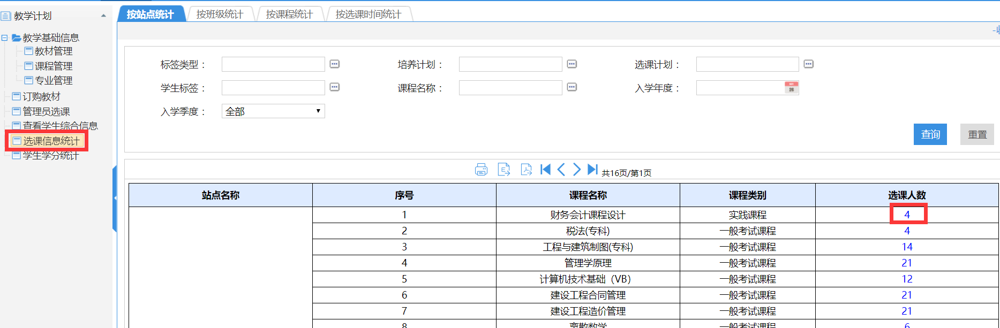 教学计划
教学基础信息
教材管理
课程管理
专业管理
订购教材
管理员选课
查看学生综合信息
选课信息统计
学生学分统计
按站点统计 按班级统计 按课程统计 按选课时间统计
标签类型： 培养计划： 选课计划：
学生标签： 课程名称： 入学年度：
入学季度： 全部
查询 重置
共16页/第1页
站点名称 序号 课程名称 课程类别 选课人数
1 财务会计课程设计 实践课程 4
2 税法(专科) 一般考试课程 4
3 工程与建筑制图(专科) 一般考试课程 14
4 管理学原理 一般考试课程 21
5 计算机技术基础（VB） 一般考试课程 12
6 建设工程合同管理 一般考试课程 21
7 建设工程造价管理 一般考试课程 21
8 离散数学 一般考试课程 6